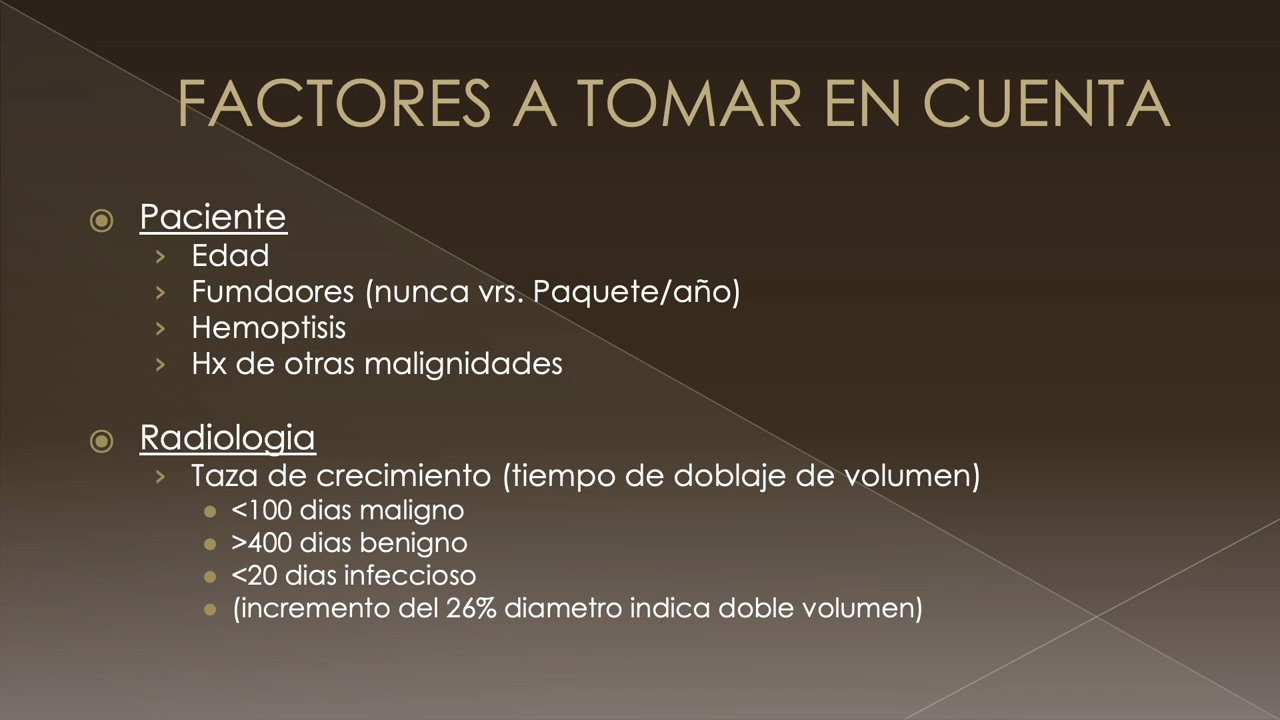 FACTORES A TOMAR EN CUENTA
Paciente
Edad
Fumdaores (nunca vrs. Paquete/año)
Hemoptisis
Hx de otras malignidades
Radiologia
Taza de crecimiento (tiempo de doblaje de volumen)
<100 dias maligno
>400 dias benigno
<20 dias infeccioso
(incremento del 26% diametro indica doble volumen)